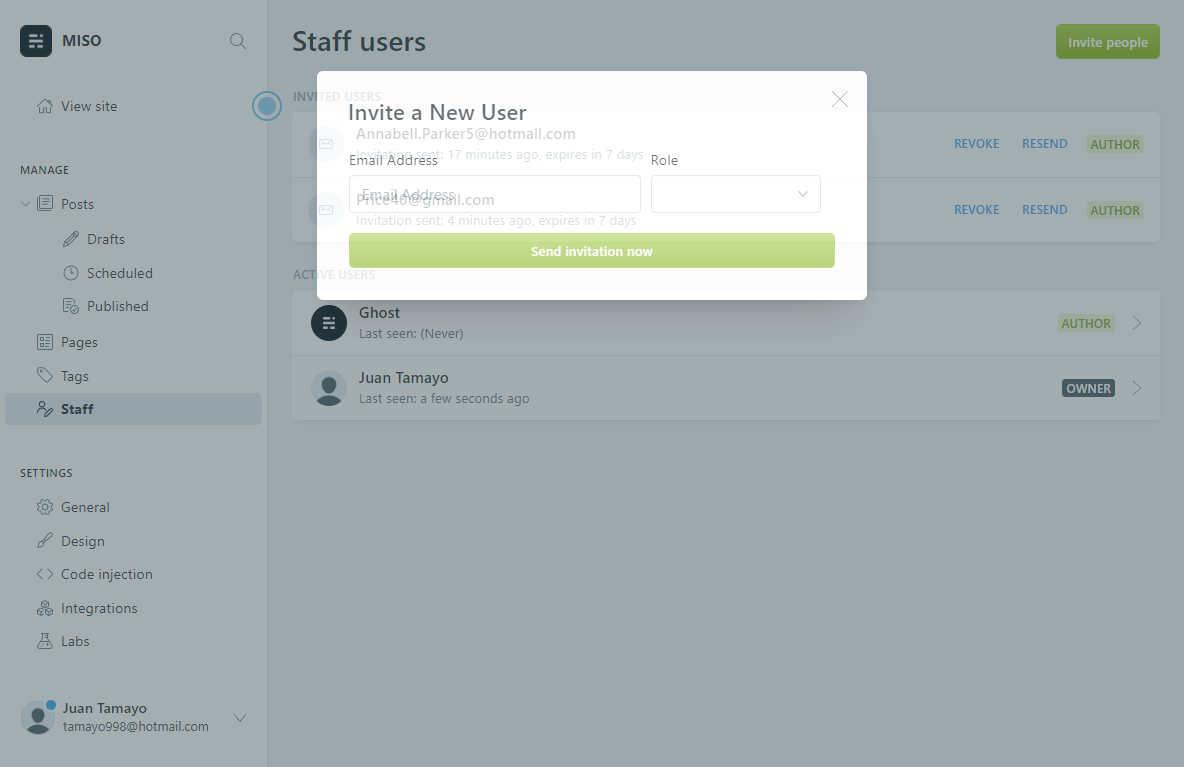 MISO
View site
MANAGE
Posts
Drafts
Scheduled
Published
Pages
Tags
Staff
SETTINGS
General
Design
Code injection
Integrations
Labs
Juan Tamayo
tamayo998@hotmail.com
Staff users
Invite people
INVITED USERS
Invite a New User
Annabell.Parker5@hotmail.com
Invitation sent: 17 minutes ago, expires in 7 days
REVOKE RESEND AUTHOR
Email Address Role
Email Address
Price40@gmail.com
Invitation sent: 4 minutes ago, expires in 7 days
REVOKE RESEND AUTHOR
Send invitation now
ACTIVE USERS
Ghost
Last seen: (Never)
AUTHOR
Juan Tamayo
Last seen: a few seconds ago
OWNER